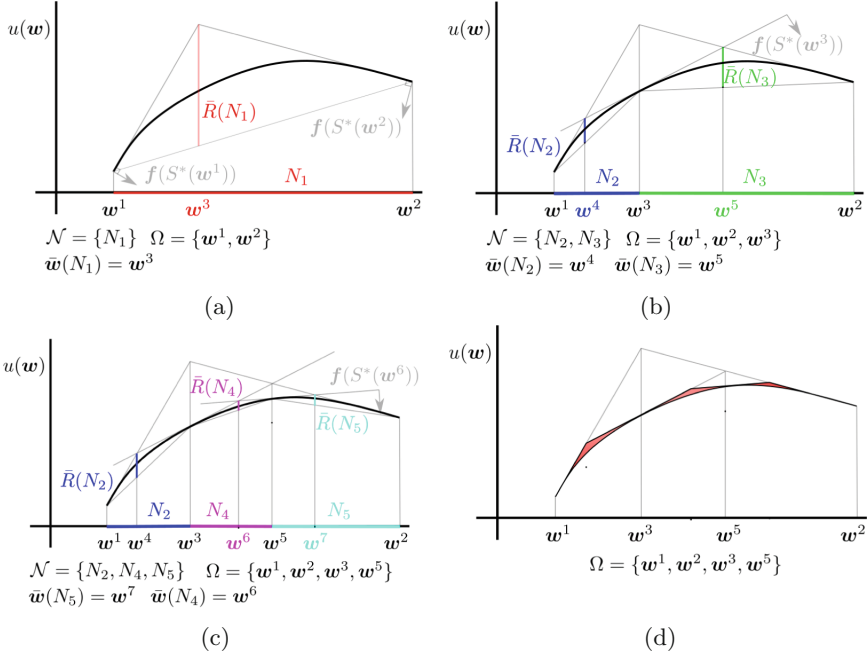 u(w)
R̄(N₁)
f(S*(w²))
f(S*(w¹))
N₁
w¹ w³ w²
𝒩 = {N₁} Ω = {w¹, w²}
w̄(N₁) = w³
(a)
u(w)
f(S*(w³))
R̄(N₃)
R̄(N₂)
N₂ N₃
w¹ w⁴ w³ w⁵ w²
𝒩 = {N₂, N₃} Ω = {w¹, w², w³}
w̄(N₂) = w⁴ w̄(N₃) = w⁵
(b)
u(w)
R̄(N₄) f(S*(w⁶))
R̄(N₅)
R̄(N₂)
N₂ N₄ N₅
w¹ w⁴ w³ w⁶ w⁵ w⁷ w²
𝒩 = {N₂, N₄, N₅} Ω = {w¹, w², w³, w⁵}
w̄(N₅) = w⁷ w̄(N₄) = w⁶
(c)
u(w)
w¹ w³ w⁵ w²
Ω = {w¹, w², w³, w⁵}
(d)